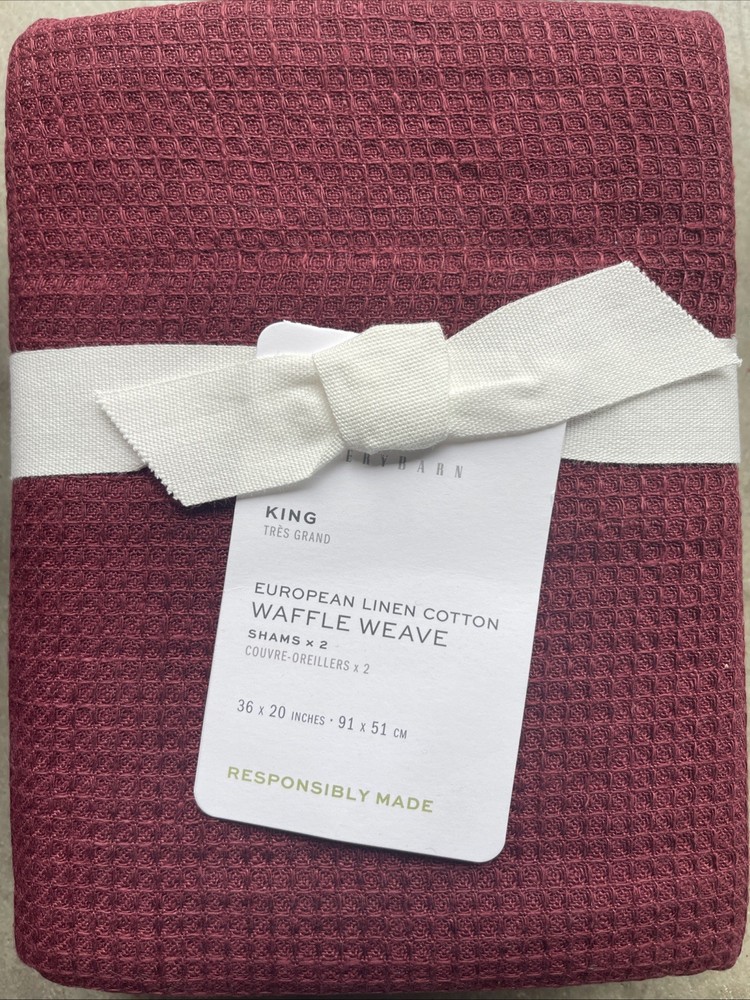 ERYBARN
KING
TRÈS GRAND
EUROPEAN LINEN COTTON
WAFFLE WEAVE
SHAMS x 2
COUVRE-OREILLERS x 2
36 x 20 INCHES · 91 x 51 CM
RESPONSIBLY MADE